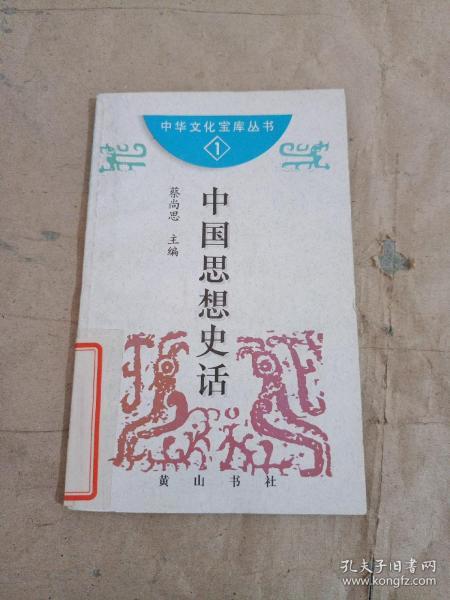 中华文化宝库丛书
1
中国思想史话
蔡尚思 主编
黄山书社
孔夫子旧书网
www.kongfz.com